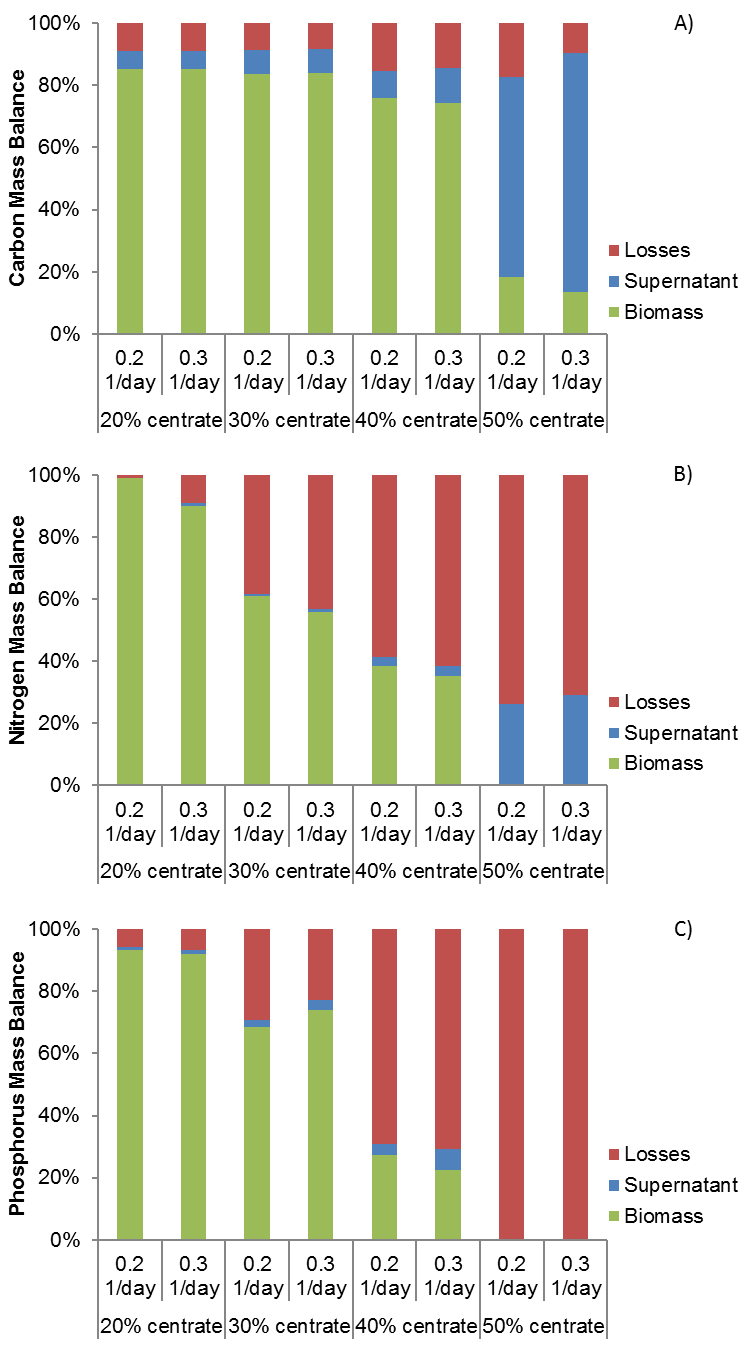 A)
Carbon Mass Balance
100%
80%
60%
40%
20%
0%
Losses
Supernatant
Biomass
0.2 0.3 0.2 0.3 0.2 0.3 0.2 0.3
1/day 1/day 1/day 1/day 1/day 1/day 1/day 1/day
20% centrate 30% centrate 40% centrate 50% centrate
B)
Nitrogen Mass Balance
100%
80%
60%
40%
20%
0%
Losses
Supernatant
Biomass
0.2 0.3 0.2 0.3 0.2 0.3 0.2 0.3
1/day 1/day 1/day 1/day 1/day 1/day 1/day 1/day
20% centrate 30% centrate 40% centrate 50% centrate
C)
Phosphorus Mass Balance
100%
80%
60%
40%
20%
0%
Losses
Supernatant
Biomass
0.2 0.3 0.2 0.3 0.2 0.3 0.2 0.3
1/day 1/day 1/day 1/day 1/day 1/day 1/day 1/day
20% centrate 30% centrate 40% centrate 50% centrate